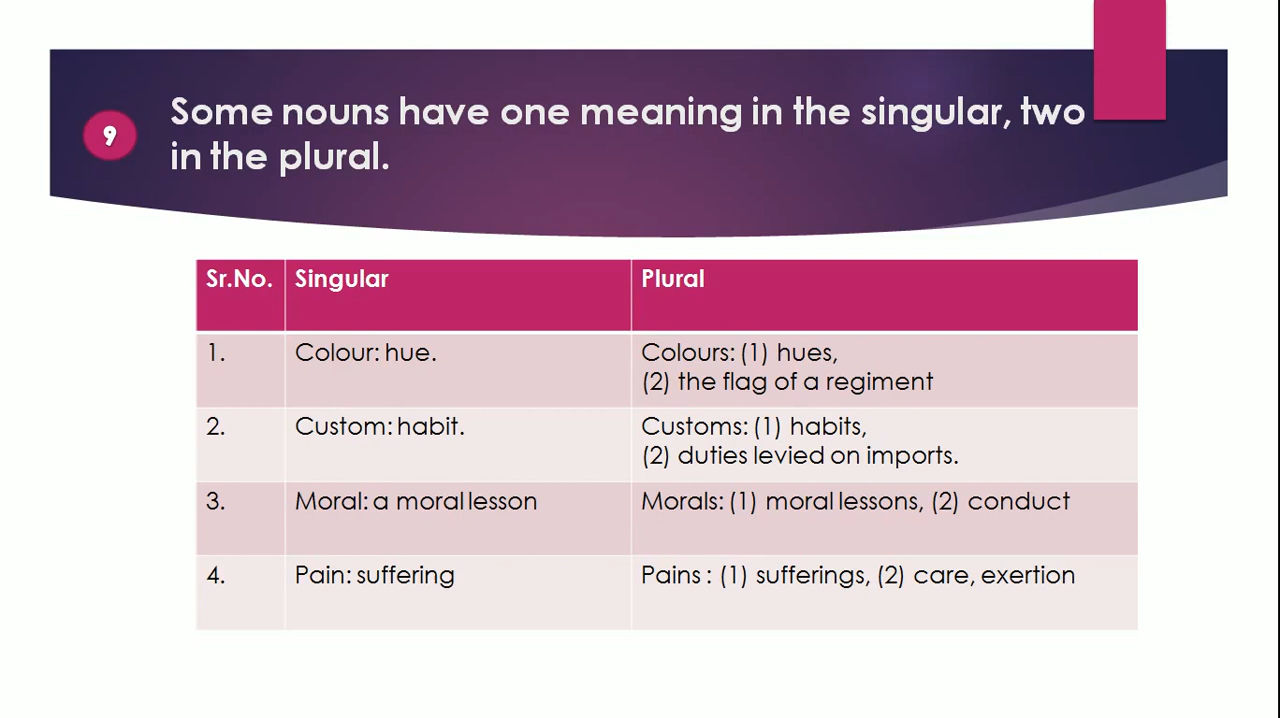 9
Some nouns have one meaning in the singular, two
in the plural.
Sr.No. Singular Plural
1. Colour: hue. Colours: (1) hues,
(2) the flag of a regiment
2. Custom: habit. Customs: (1) habits,
(2) duties levied on imports.
3. Moral: a moral lesson Morals: (1) moral lessons, (2) conduct
4. Pain: suffering Pains : (1) sufferings, (2) care, exertion